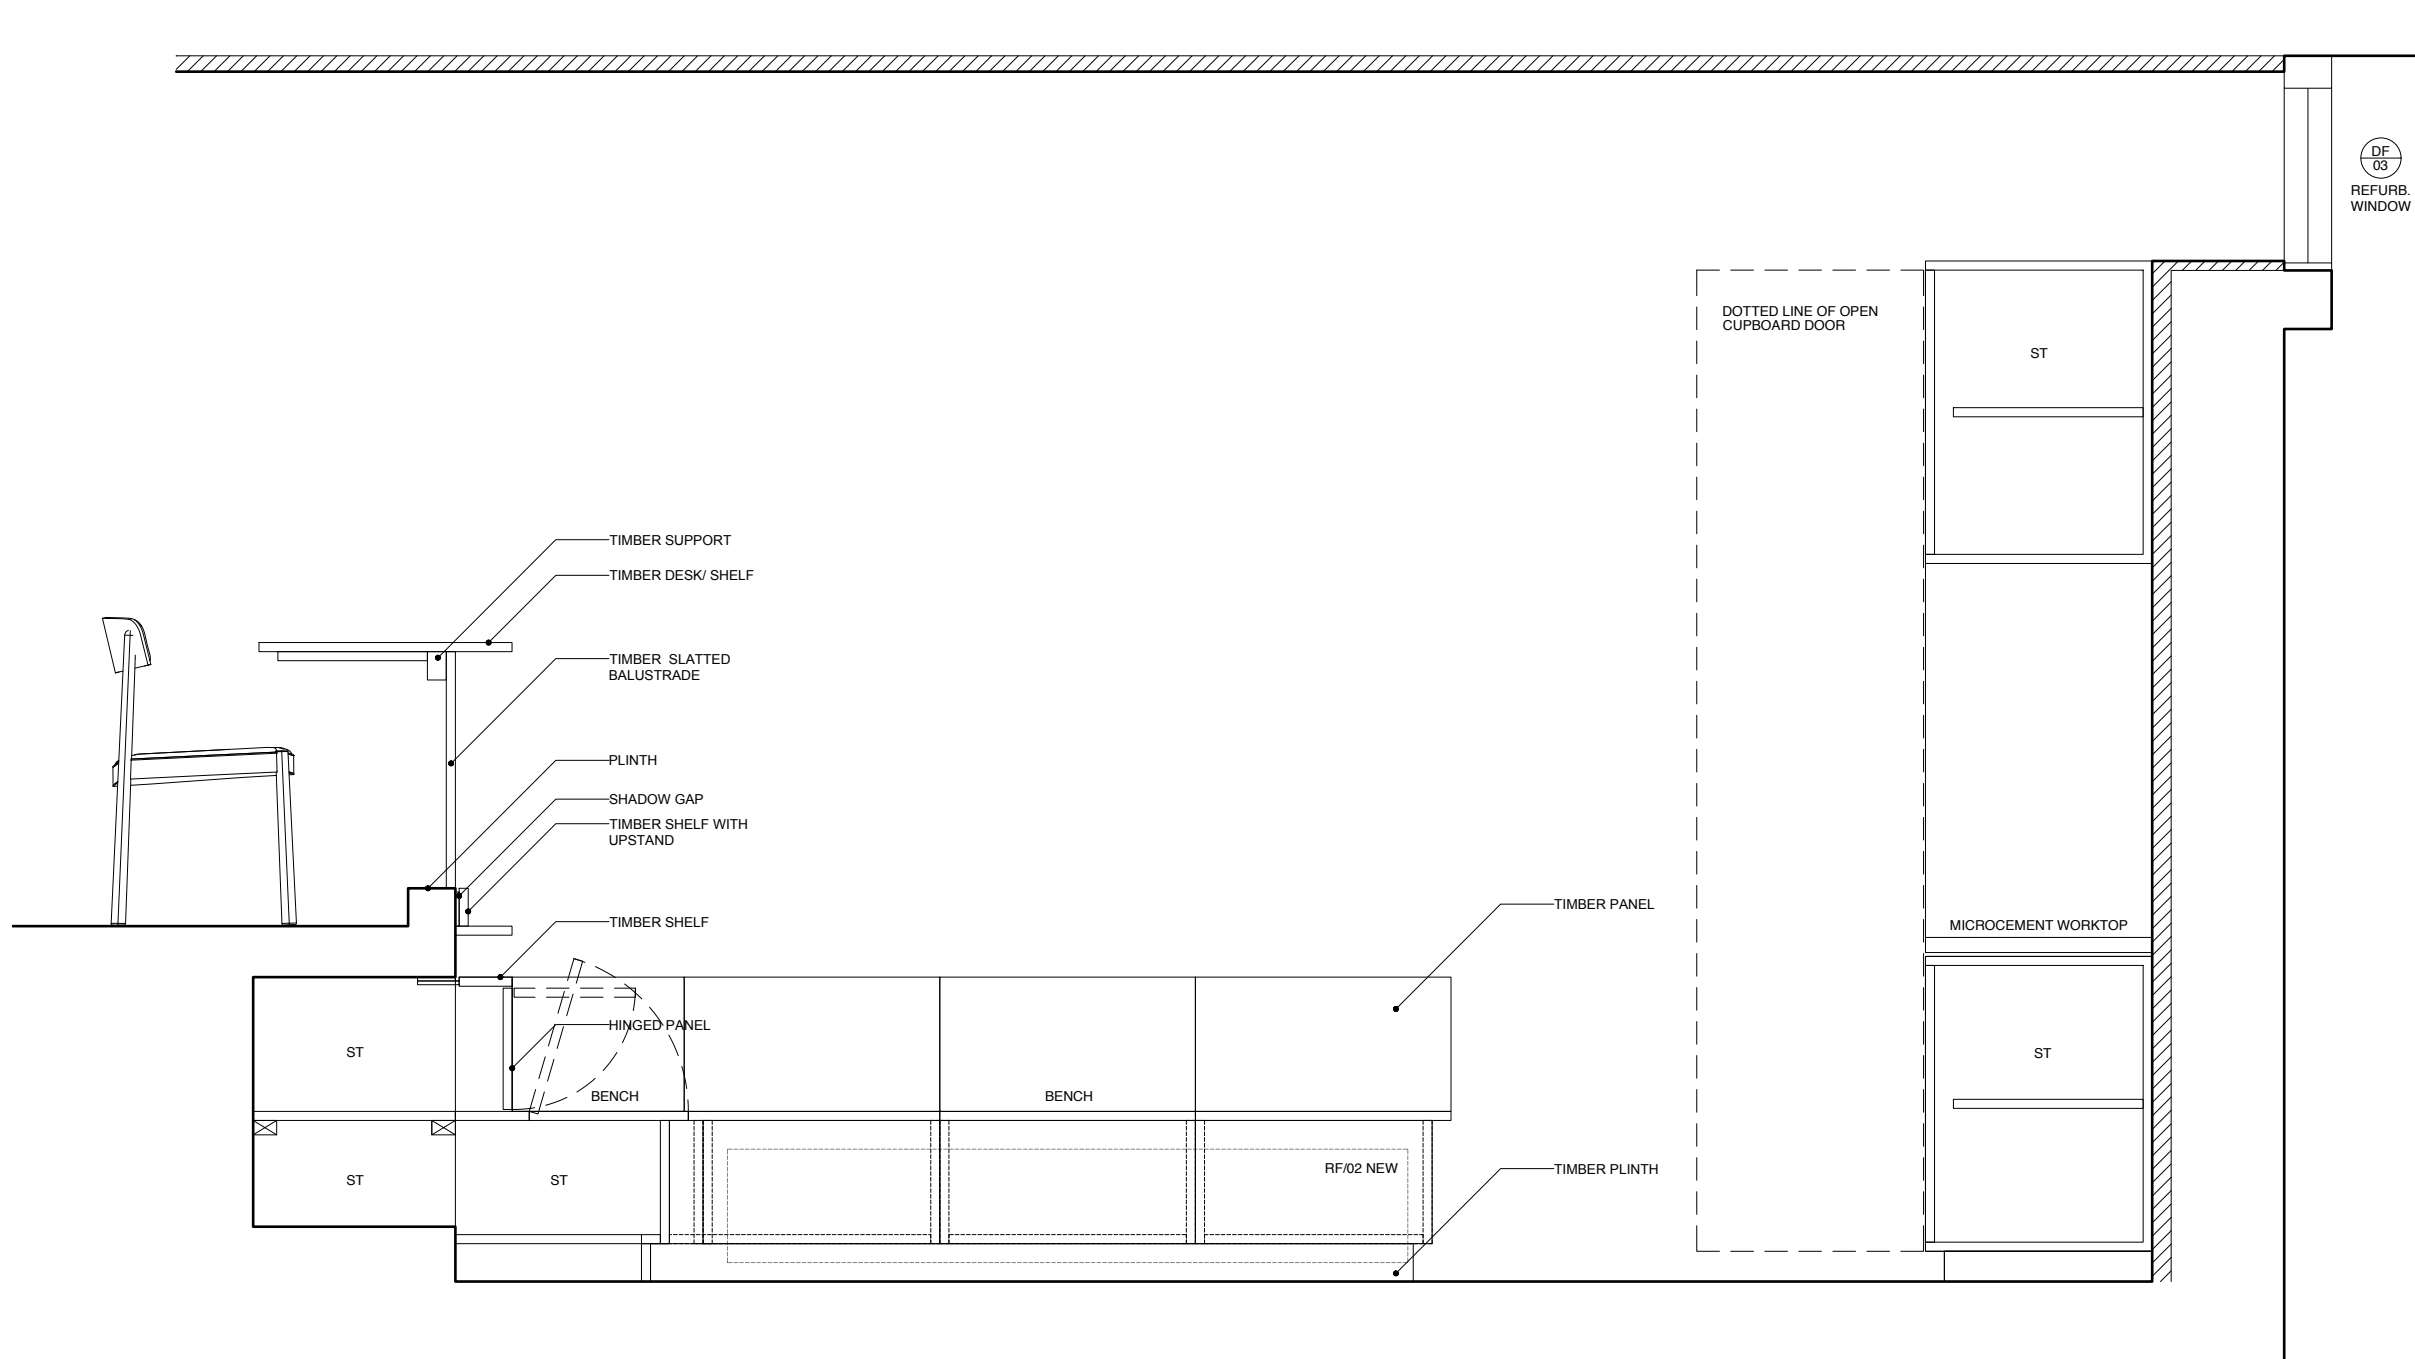 DF
03
REFURB.
WINDOW
DOTTED LINE OF OPEN
CUPBOARD DOOR
ST
TIMBER SUPPORT
TIMBER DESK/ SHELF
TIMBER SLATTED
BALUSTRADE
PLINTH
SHADOW GAP
TIMBER SHELF WITH
UPSTAND
TIMBER PANEL
TIMBER SHELF
MICROCEMENT WORKTOP
HINGED PANEL
ST
ST
BENCH
BENCH
RF/02 NEW
TIMBER PLINTH
ST
ST